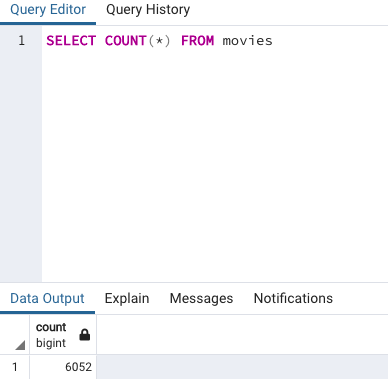 Query Editor Query History
1 SELECT COUNT(*) FROM movies
Data Output Explain Messages Notifications
count
bigint
1 6052